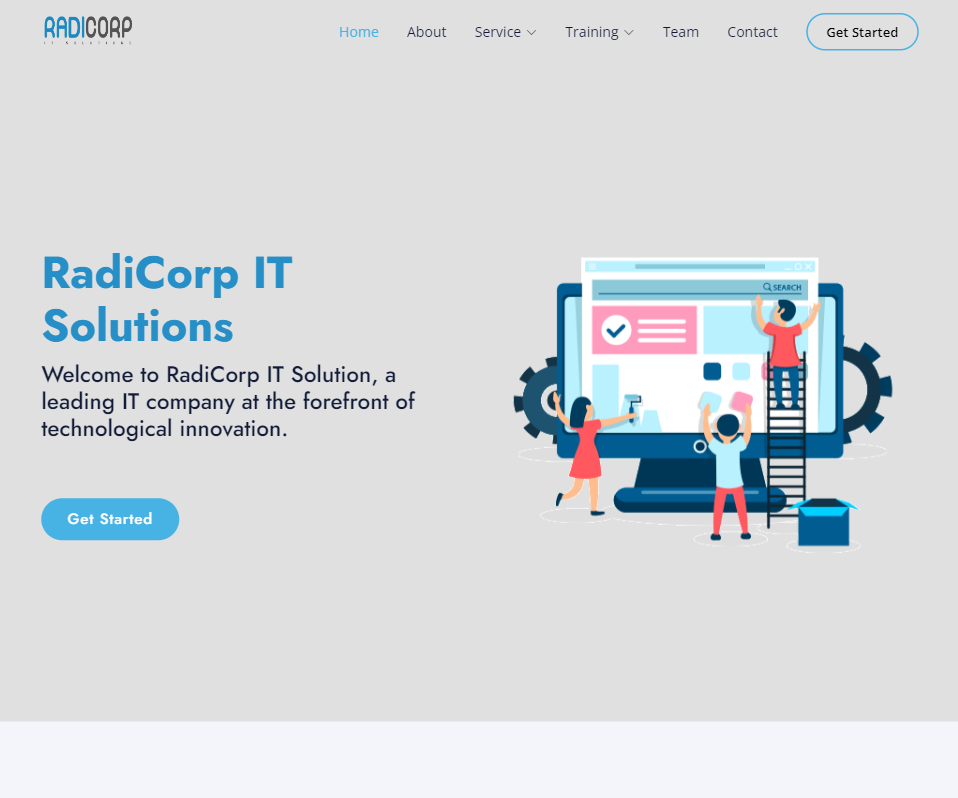 RADICORP
IT SOLUTIONS
Home
About
Service
Training
Team
Contact
Get Started
RadiCorp IT
Solutions
Welcome to RadiCorp IT Solution, a
leading IT company at the forefront of
technological innovation.
Get Started
SEARCH